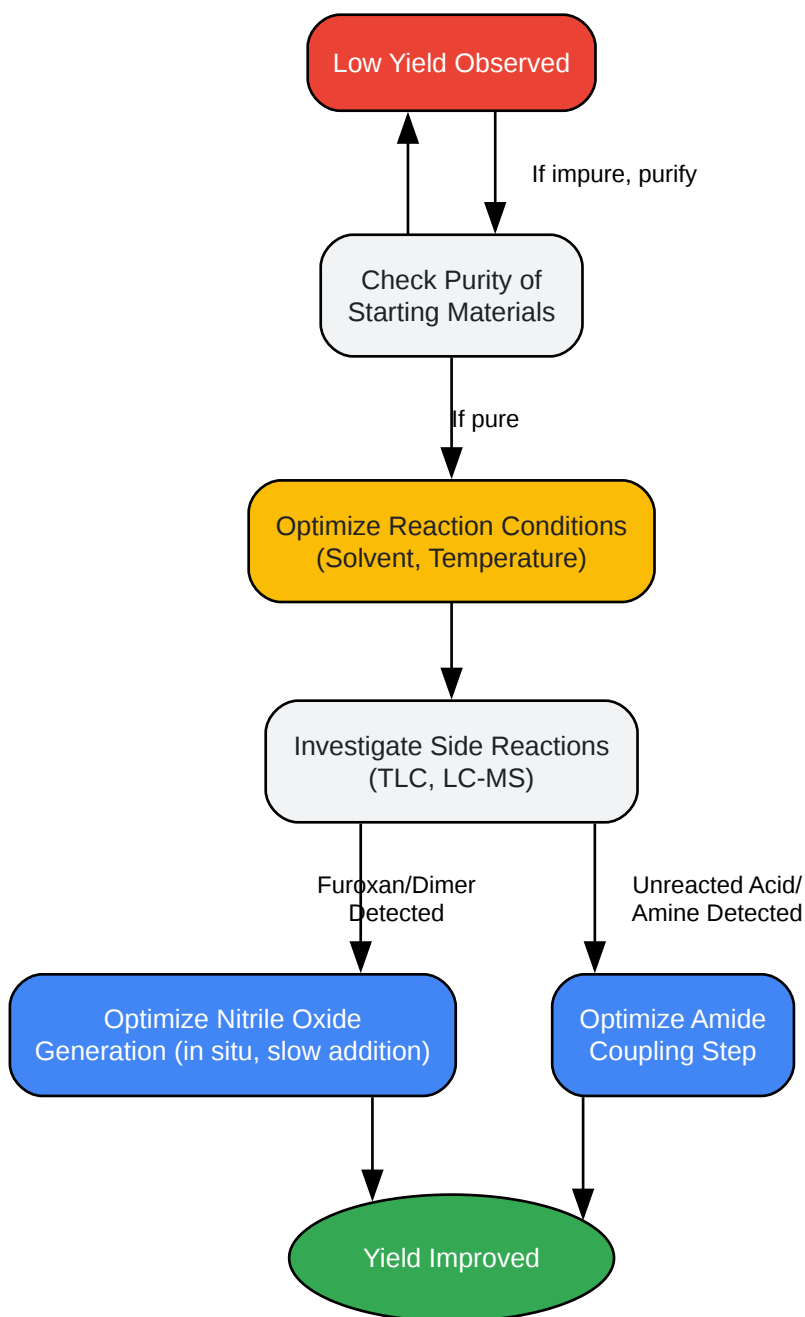 Low Yield Observed
If impure, purify
Check Purity of
Starting Materials
If pure
Optimize Reaction Conditions
(Solvent, Temperature)
Investigate Side Reactions
(TLC, LC-MS)
Furoxan/Dimer
Detected
Unreacted Acid/
Amine Detected
Optimize Nitrile Oxide
Generation (in situ, slow addition)
Optimize Amide
Coupling Step
Yield Improved